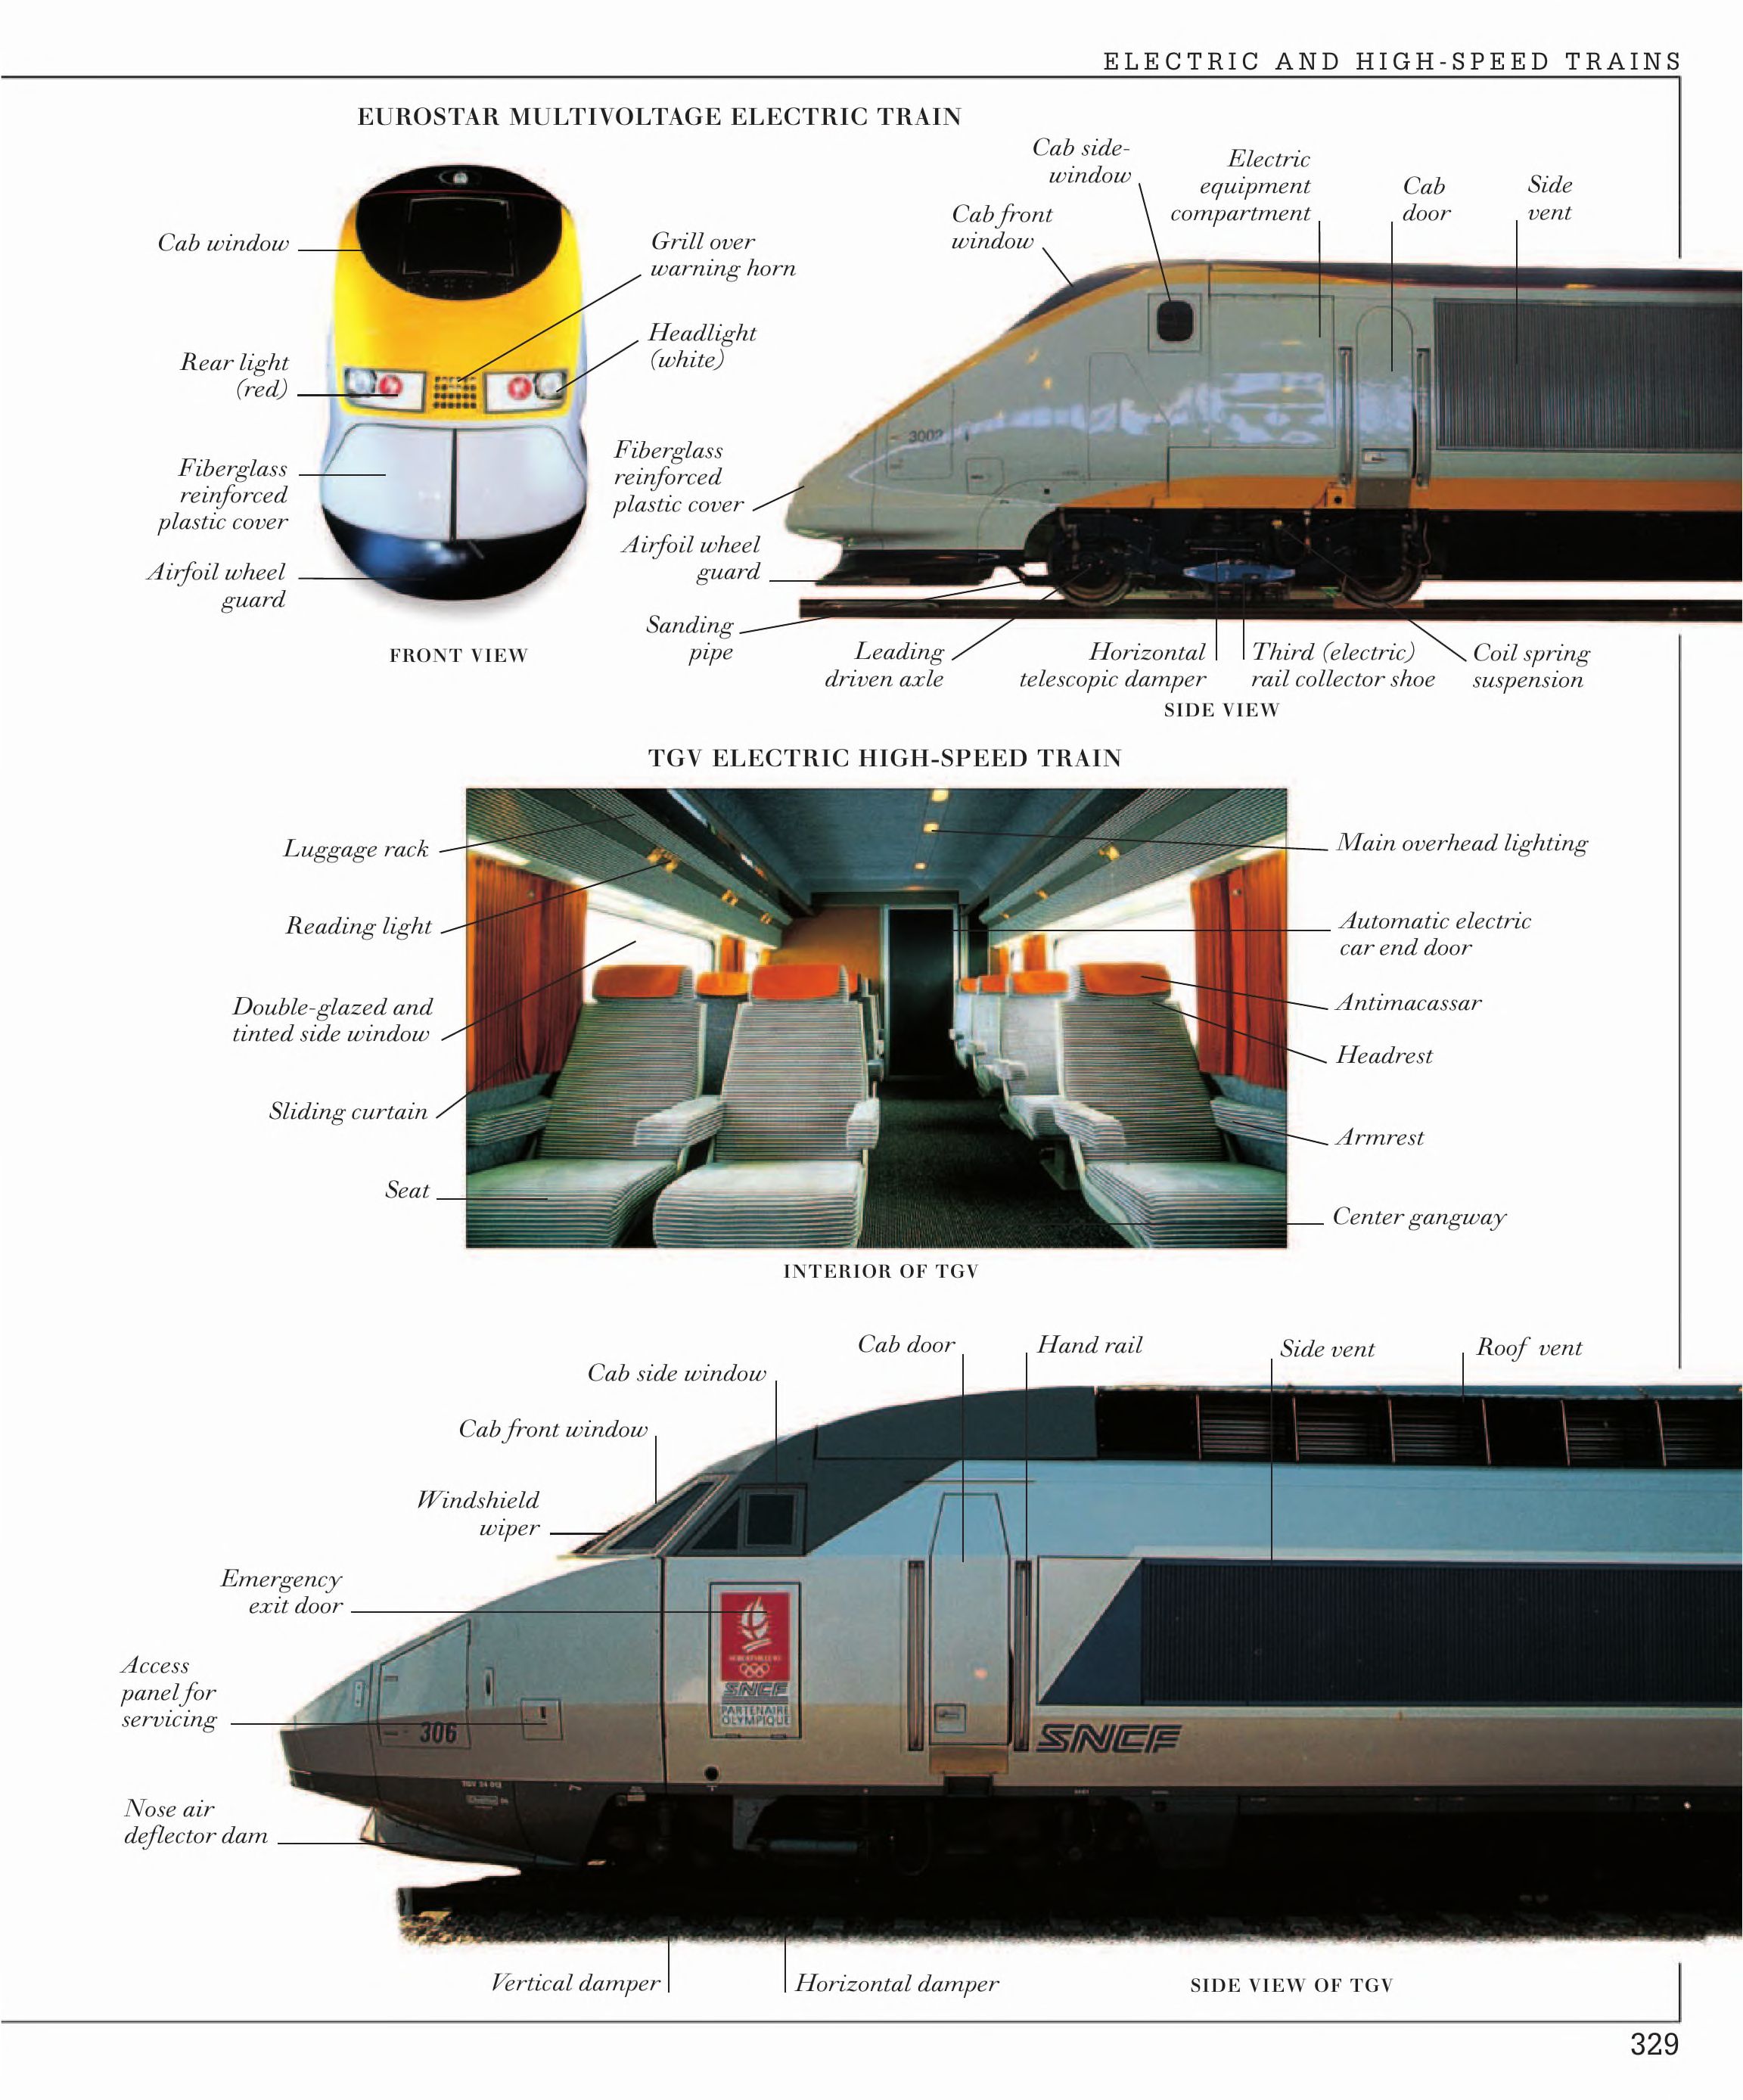 ELECTRIC AND HIGH-SPEED TRAINS
EUROSTAR MULTIVOLTAGE ELECTRIC TRAIN
Cab window
Rear light
(red)
Fiberglass
reinforced
plastic cover
Airfoil wheel
guard
Grill over
warning horn
Headlight
(white)
FRONT VIEW
Cab side-
window
Cab front
window
Electric
equipment
compartment
Cab
door
Side
vent
3002
Fiberglass
reinforced
plastic cover
Airfoil wheel
guard
Sanding
pipe
Leading
driven axle
Horizontal
telescopic damper
Third (electric)
rail collector shoe
Coil spring
suspension
SIDE VIEW
TGV ELECTRIC HIGH-SPEED TRAIN
Luggage rack
Reading light
Double-glazed and
tinted side window
Sliding curtain
Seat
Main overhead lighting
Automatic electric
car end door
Antimacassar
Headrest
Armrest
Center gangway
INTERIOR OF TGV
Cab door
Hand rail
Side vent
Roof vent
Cab side window
Cab front window
Windshield
wiper
Emergency
exit door
Access
panel for
servicing
Nose air
deflector dam
306
SNCF
PARTENAIRE
OLYMPIQUE
SNCF
Vertical damper
Horizontal damper
SIDE VIEW OF TGV
329